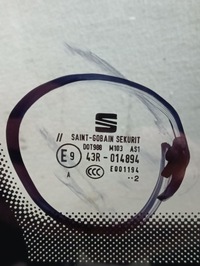 // SAINT-GOBAIN SEKURIT
DOT908 M103 AS1
E9 43R-014894
A CCC E001194
··2